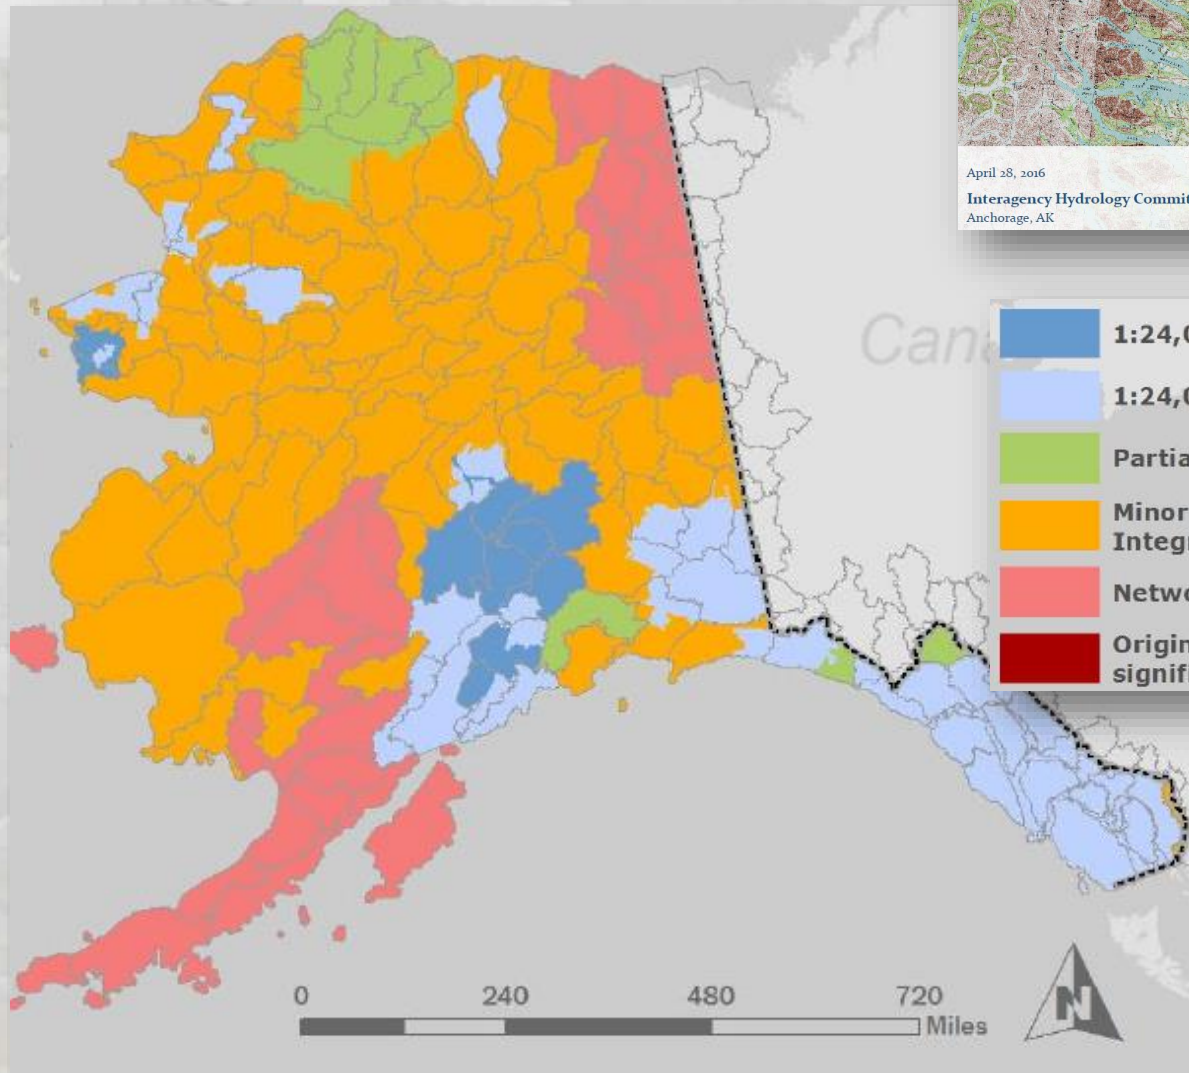 April 28, 2016
Interagency Hydrology Commit
Anchorage, AK
Can
1:24,0
1:24,0
Partia
Minor
Integr
Netwo
Origin
signifi
0 240 480 720
Miles
N